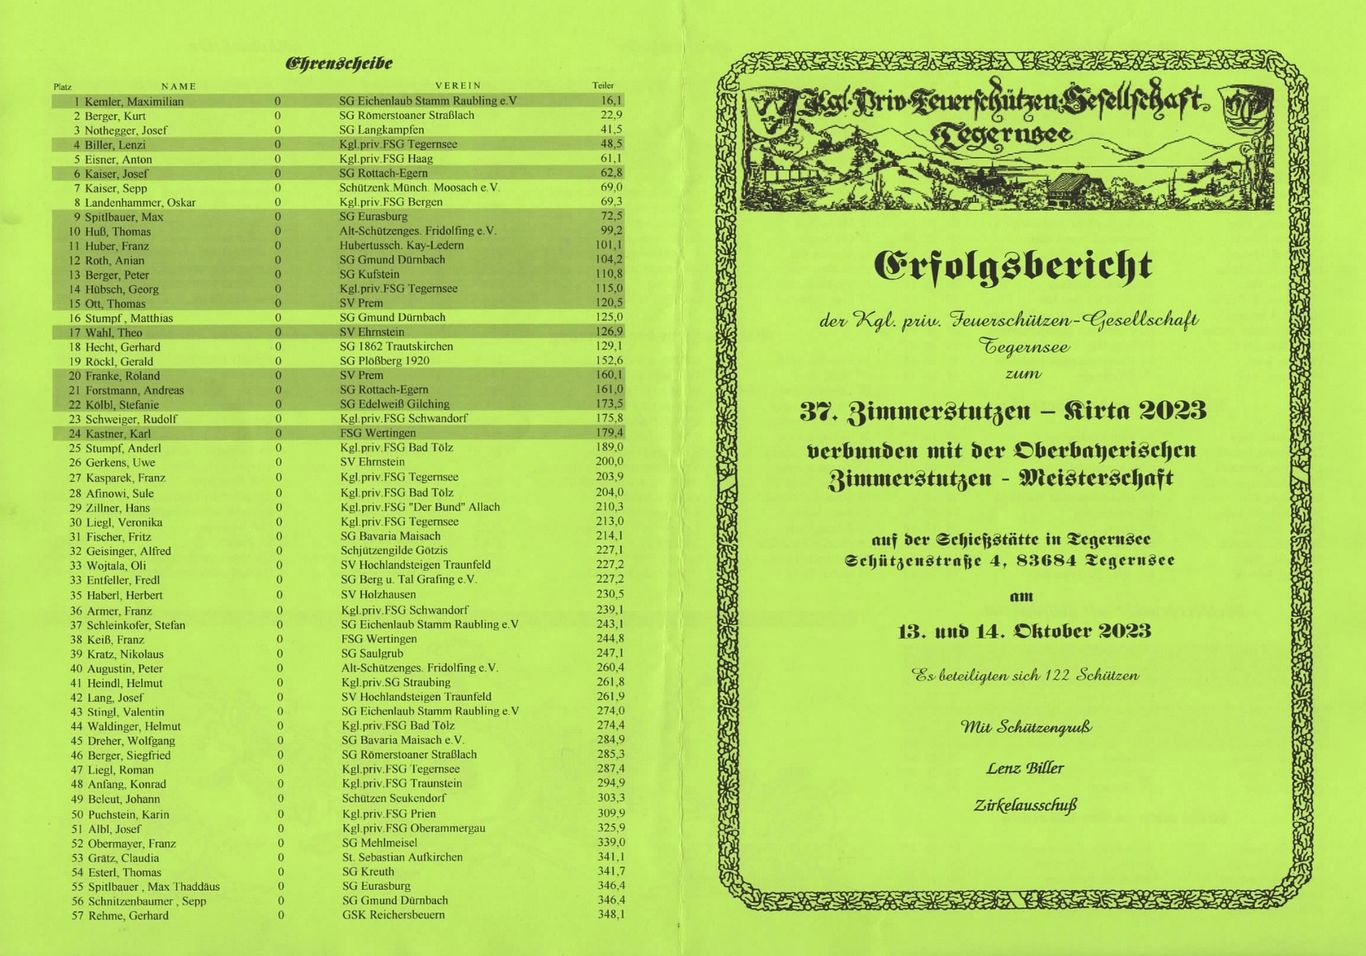 Ehrenscheibe
Platz NAME VEREIN Teiler
1 Kemler, Maximilian 0 SG Eichenlaub Stamm Raubling e.V 16,1
2 Berger, Kurt 0 SG Römerstoaner Straßlach 22,9
3 Nothegger, Josef 0 SG Langkampfen 41,5
4 Biller, Lenzi 0 Kgl.priv.FSG Tegernsee 48,5
5 Eisner, Anton 0 Kgl.priv.FSG Haag 61,1
6 Kaiser, Josef 0 SG Rottach-Egern 62,8
7 Kaiser, Sepp 0 Schützenk.Münch. Moosach e.V. 69,0
8 Landenhammer, Oskar 0 Kgl.priv.FSG Bergen 69,3
9 Spitlbauer, Max 0 SG Eurasburg 72,5
10 Huß, Thomas 0 Alt-Schützenges. Fridolfing e.V. 99,2
11 Huber, Franz 0 Hubertussch. Kay-Ledern 101,1
12 Roth, Anian 0 SG Gmund Dürnbach 104,2
13 Berger, Peter 0 SG Kufstein 110,8
14 Hübsch, Georg 0 Kgl.priv.FSG Tegernsee 115,0
15 Ott, Thomas 0 SV Prem 120,5
16 Stumpf , Matthias 0 SG Gmund Dürnbach 125,0
17 Wahl, Theo 0 SV Ehrnstein 126,9
18 Hecht, Gerhard 0 SG 1862 Trautskirchen 129,1
19 Röckl, Gerald 0 SG Plößberg 1920 152,6
20 Franke, Roland 0 SV Prem 160,1
21 Forstmann, Andreas 0 SG Rottach-Egern 161,0
22 Kölbl, Stefanie 0 SG Edelweiß Gilching 173,5
23 Schweiger, Rudolf 0 Kgl.priv.FSG Schwandorf 175,8
24 Kastner, Karl 0 FSG Wertingen 179,4
25 Stumpf, Anderl 0 Kgl.priv.FSG Bad Tölz 189,0
26 Gerkens, Uwe 0 SV Ehrnstein 200,0
27 Kasparek, Franz 0 Kgl.priv.FSG Tegernsee 203,9
28 Afinowi, Sule 0 Kgl.priv.FSG Bad Tölz 204,0
29 Zillner, Hans 0 Kgl.priv.FSG "Der Bund" Allach 210,3
30 Liegl, Veronika 0 Kgl.priv.FSG Tegernsee 213,0
31 Fischer, Fritz 0 SG Bavaria Maisach 214,1
32 Geisinger, Alfred 0 Schjützengilde Götzis 227,1
33 Wojtala, Oli 0 SV Hochlandsteigen Traunfeld 227,2
33 Entfeller, Fredl 0 SG Berg u. Tal Grafing e.V. 227,2
35 Haberl, Herbert 0 SV Holzhausen 230,5
36 Armer, Franz 0 Kgl.priv.FSG Schwandorf 239,1
37 Schleinkofer, Stefan 0 SG Eichenlaub Stamm Raubling e.V 243,1
38 Keiß, Franz 0 FSG Wertingen 244,8
39 Kratz, Nikolaus 0 SG Saulgrub 247,1
40 Augustin, Peter 0 Alt-Schützenges. Fridolfing e.V. 260,4
41 Heindl, Helmut 0 Kgl.priv.SG Straubing 261,8
42 Lang, Josef 0 SV Hochlandsteigen Traunfeld 261,9
43 Stingl, Valentin 0 SG Eichenlaub Stamm Raubling e.V 274,0
44 Waldinger, Helmut 0 Kgl.priv.FSG Bad Tölz 274,4
45 Dreher, Wolfgang 0 SG Bavaria Maisach e.V. 284,9
46 Berger, Siegfried 0 SG Römerstoaner Straßlach 285,3
47 Liegl, Roman 0 Kgl.priv.FSG Tegernsee 287,4
48 Anfang, Konrad 0 Kgl.priv.FSG Traunstein 294,9
49 Beleut, Johann 0 Schützen Seukendorf 303,3
50 Puchstein, Karin 0 Kgl.priv.FSG Prien 309,9
51 Albl, Josef 0 Kgl.priv.FSG Oberammergau 325,9
52 Obermayer, Franz 0 SG Mehlmeisel 339,0
53 Grätz, Claudia 0 St. Sebastian Aufkirchen 341,1
54 Esterl, Thomas 0 SG Kreuth 341,7
55 Spitlbauer , Max Thaddäus 0 SG Eurasburg 346,4
56 Schnitzenbaumer , Sepp 0 SG Gmund Dürnbach 346,4
57 Rehme, Gerhard 0 GSK Reichersbeuern 348,1
Kgl. Priv. Feuerschützen-Gesellschaft
Tegernsee
Erfolgsbericht
der Kgl. priv. Feuerschützen-Gesellschaft
Tegernsee
zum
37. Zimmerstutzen – Kirta 2023
verbunden mit der Oberbayerischen
Zimmerstutzen - Meisterschaft
auf der Schießstätte in Tegernsee
Schützenstraße 4, 83684 Tegernsee
am
13. und 14. Oktober 2023
Es beteiligten sich 122 Schützen
Mit Schützengruß
Lenz Biller
Zirkelausschuß